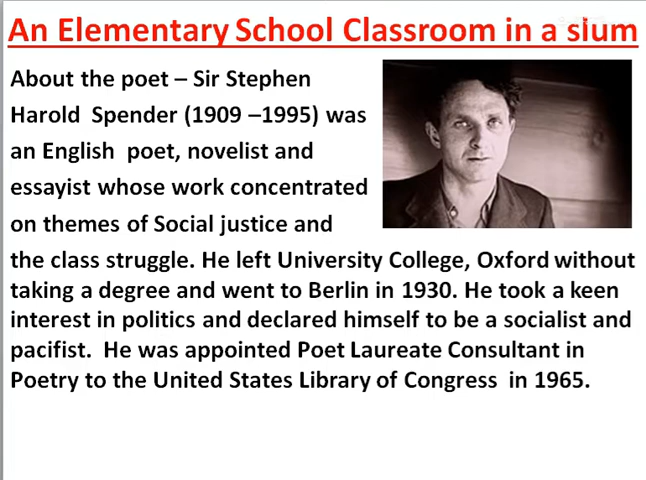 An Elementary School Classroom in a slum
About the poet – Sir Stephen
Harold Spender (1909 –1995) was
an English poet, novelist and
essayist whose work concentrated
on themes of Social justice and
the class struggle. He left University College, Oxford without
taking a degree and went to Berlin in 1930. He took a keen
interest in politics and declared himself to be a socialist and
pacifist. He was appointed Poet Laureate Consultant in
Poetry to the United States Library of Congress in 1965.